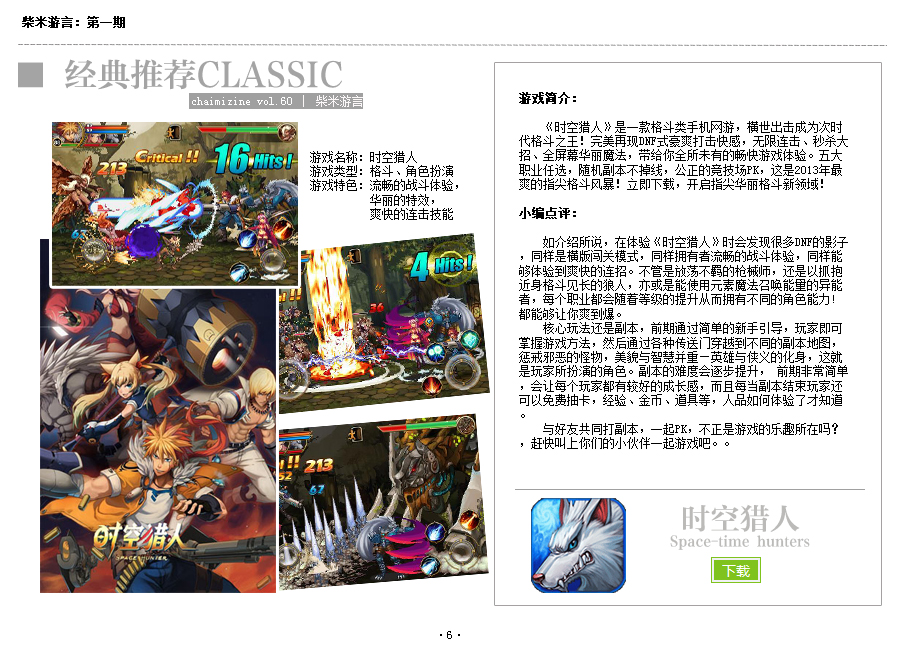 柴米游言：第一期
经典推荐CLASSIC
chaimizine vol.60 | 柴米游言
213
Critical !!
16 Hits !
67
游戏名称：时空猎人
游戏类型：格斗、角色扮演
游戏特色：流畅的战斗体验，
华丽的特效，
爽快的连击技能
!!
4 Hits !
36
时空猎人
SPACEHUNTER
!! 213
52
67
游戏简介：
《时空猎人》是一款格斗类手机网游，横世出击成为次时
代格斗之王！完美再现DNF式豪爽打击快感，无限连击、秒杀大
招、全屏幕华丽魔法，带给你全所未有的畅快游戏体验。五大
职业任选，随机副本不掉线，公正的竞技场PK，这是2013年最
爽的指尖格斗风暴！立即下载，开启指尖华丽格斗新领域！
小编点评：
如介绍所说，在体验《时空猎人》时会发现很多DNF的影子
，同样是横版闯关模式，同样拥有者流畅的战斗体验，同样能
够体验到爽快的连招。不管是放荡不羁的枪械师，还是以抓抱
近身格斗见长的狼人，亦或是能使用元素魔法召唤能量的异能
者，每个职业都会随着等级的提升从而拥有不同的角色能力！
都能够让你爽到爆。
核心玩法还是副本，前期通过简单的新手引导，玩家即可
掌握游戏方法，然后通过各种传送门穿越到不同的副本地图，
惩戒邪恶的怪物，美貌与智慧并重—英雄与侠义的化身，这就
是玩家所扮演的角色。副本的难度会逐步提升， 前期非常简单
，会让每个玩家都有较好的成长感，而且每当副本结束玩家还
可以免费抽卡，经验、金币、道具等，人品如何体验了才知道
。
与好友共同打副本，一起PK，不正是游戏的乐趣所在吗？
，赶快叫上你们的小伙伴一起游戏吧。。
时空猎人
Space-time hunters
下载
·6·